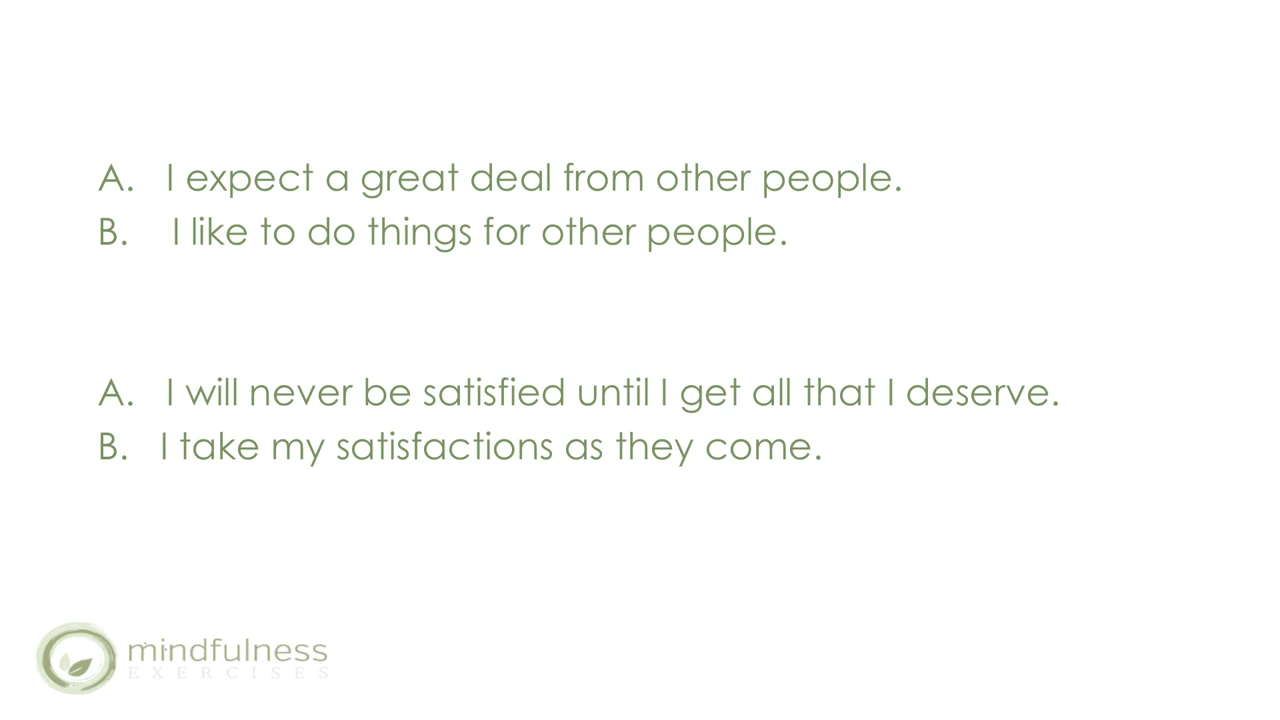 A. I expect a great deal from other people.
B. I like to do things for other people.
A. I will never be satisfied until I get all that I deserve.
B. I take my satisfactions as they come.
mindfulness
EXERCISES